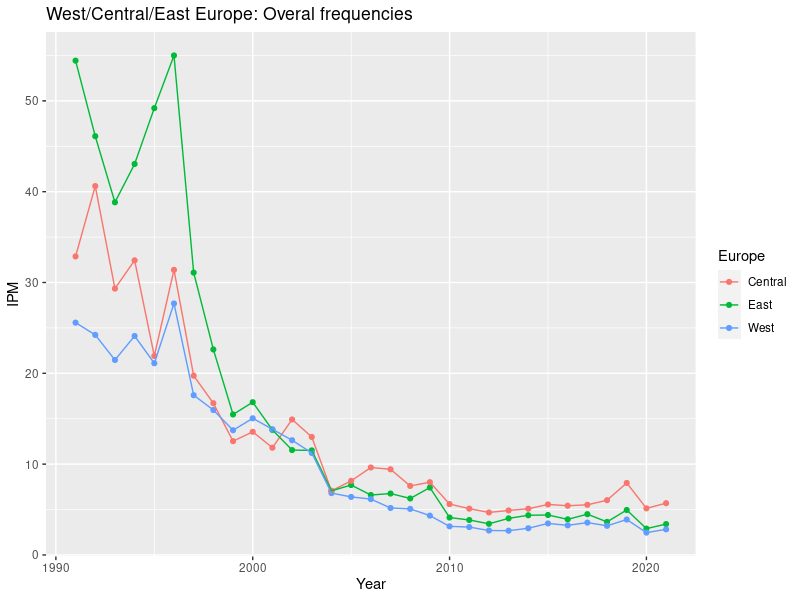 West/Central/East Europe: Overal frequencies
IPM
50
40
30
20
10
0
1990
2000
2010
2020
Year
Europe
Central
East
West